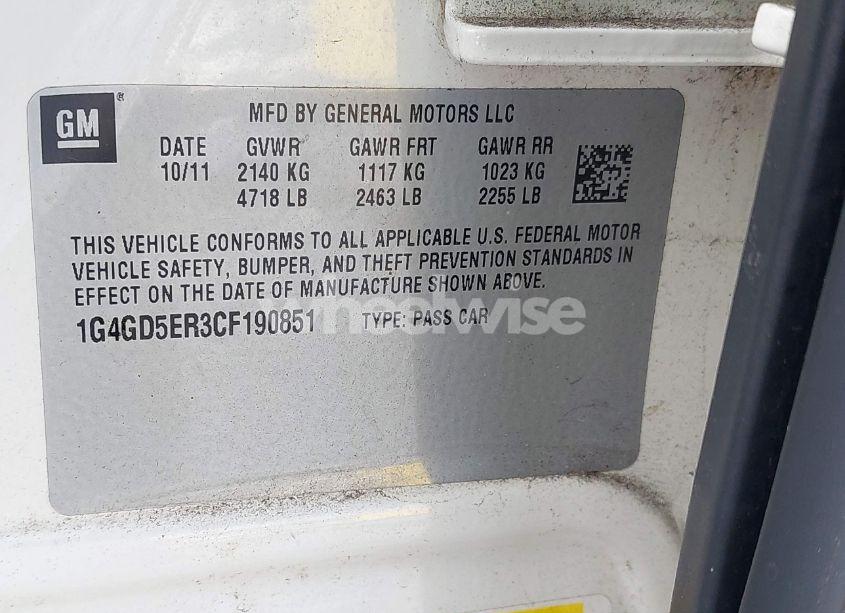 GM
MFD BY GENERAL MOTORS LLC
DATE GVWR GAWR FRT GAWR RR
10/11 2140 KG 1117 KG 1023 KG
4718 LB 2463 LB 2255 LB
THIS VEHICLE CONFORMS TO ALL APPLICABLE U.S. FEDERAL MOTOR
VEHICLE SAFETY, BUMPER, AND THEFT PREVENTION STANDARDS IN
EFFECT ON THE DATE OF MANUFACTURE SHOWN ABOVE.
1G4GD5ER3CF190851 TYPE: PASS CAR
wheelwise